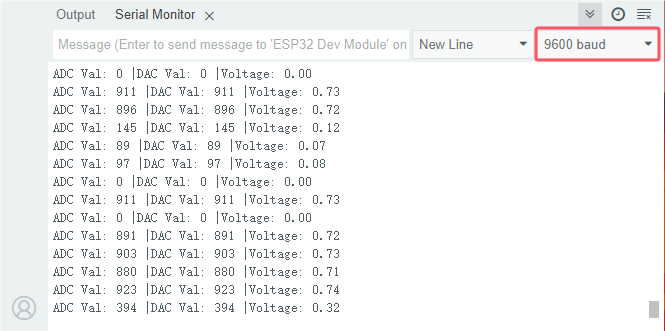 Output Serial Monitor
Message (Enter to send message to 'ESP32 Dev Module' on New Line 9600 baud
ADC Val: 0 |DAC Val: 0 |Voltage: 0.00
ADC Val: 911 |DAC Val: 911 |Voltage: 0.73
ADC Val: 896 |DAC Val: 896 |Voltage: 0.72
ADC Val: 145 |DAC Val: 145 |Voltage: 0.12
ADC Val: 89 |DAC Val: 89 |Voltage: 0.07
ADC Val: 97 |DAC Val: 97 |Voltage: 0.08
ADC Val: 0 |DAC Val: 0 |Voltage: 0.00
ADC Val: 911 |DAC Val: 911 |Voltage: 0.73
ADC Val: 0 |DAC Val: 0 |Voltage: 0.00
ADC Val: 891 |DAC Val: 891 |Voltage: 0.72
ADC Val: 903 |DAC Val: 903 |Voltage: 0.73
ADC Val: 880 |DAC Val: 880 |Voltage: 0.71
ADC Val: 923 |DAC Val: 923 |Voltage: 0.74
ADC Val: 394 |DAC Val: 394 |Voltage: 0.32